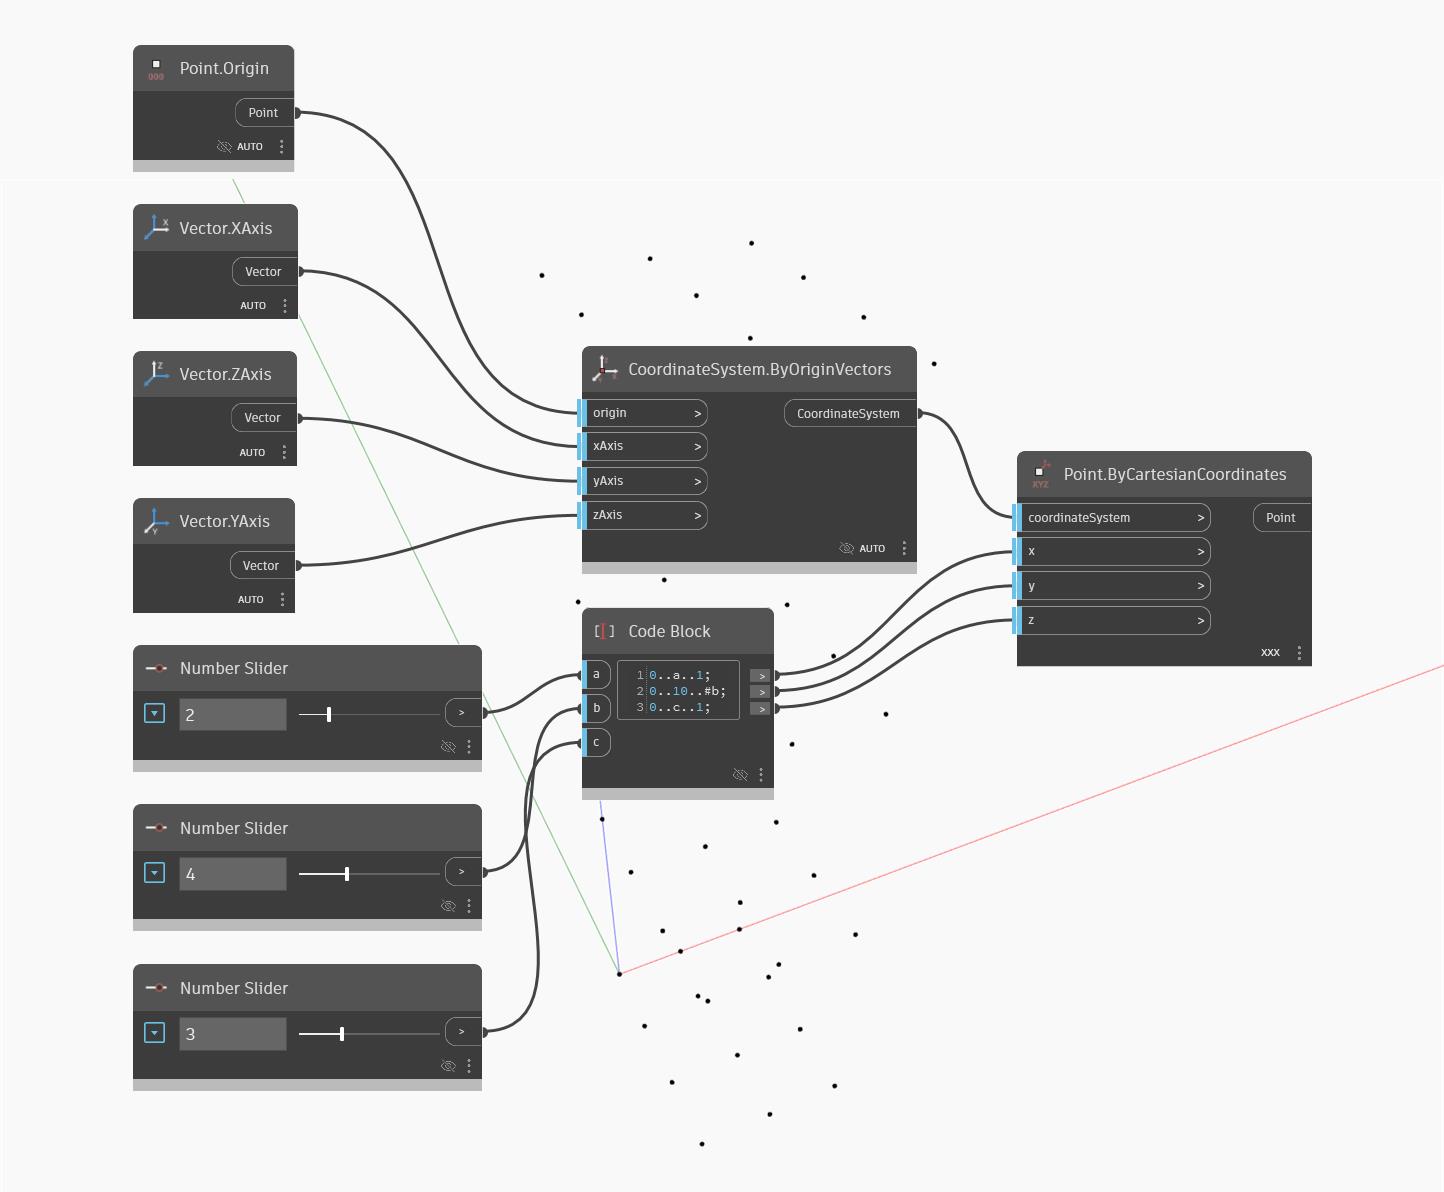 000
Point.Origin
Point
AUTO
X
Vector.XAxis
Vector
AUTO
Z
Vector.ZAxis
Vector
AUTO
Y
Vector.YAxis
Vector
AUTO
Number Slider
2
>
Number Slider
4
>
Number Slider
3
>
CoordinateSystem.ByOriginVectors
origin >
CoordinateSystem
xAxis >
yAxis >
zAxis >
AUTO
Code Block
a
b
c
1 0..a..1; >
2 0..10..#b; >
3 0..c..1; >
XYZ
Point.ByCartesianCoordinates
coordinateSystem >
Point
x >
y >
z >
XXX